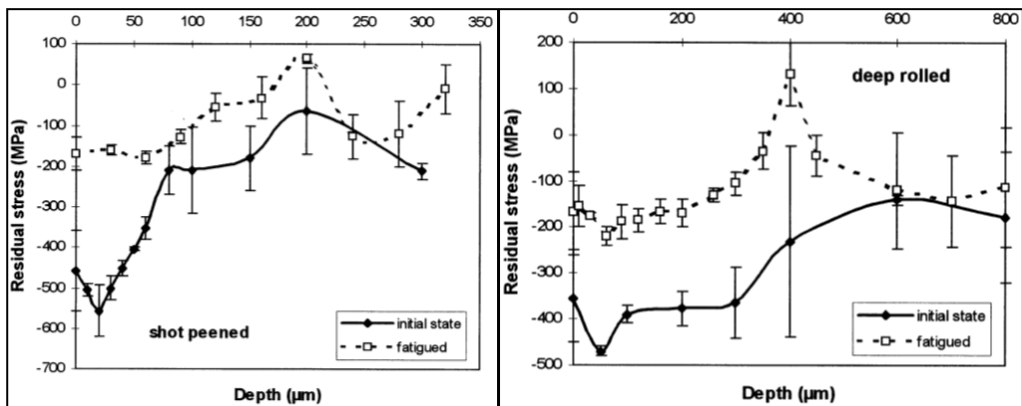 0 50 100 150 200 250 300 350
100
0
-100
-200
-300
-400
-500
-600
-700
Residual stress (MPa)
shot peened
initial state
fatigued
Depth (µm)
0 200 400 600 800
200
100
0
-100
-200
-300
-400
-500
Residual stress (MPa)
deep rolled
initial state
fatigued
Depth (µm)